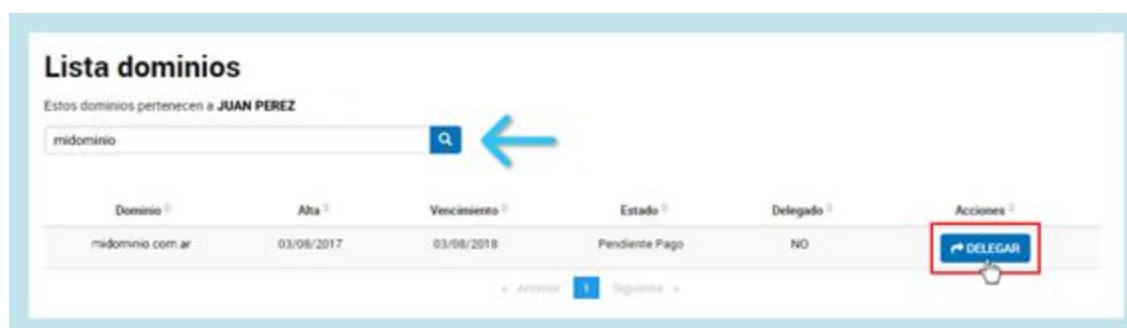 Lista dominios
Estos dominios pertenecen a JUAN PEREZ
midominio
Dominio Alta Vencimiento Estado Delegado Acciones
midominio.com.ar 03/08/2017 03/08/2018 Pendiente Pago NO DELEGAR
« Anterior 1 Siguiente »